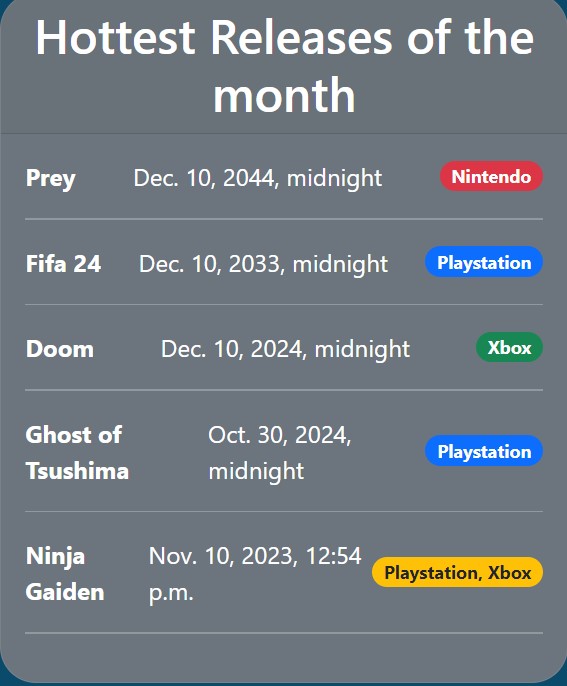 Hottest Releases of the
month
Prey Dec. 10, 2044, midnight Nintendo
Fifa 24 Dec. 10, 2033, midnight Playstation
Doom Dec. 10, 2024, midnight Xbox
Ghost of Oct. 30, 2024,
Tsushima midnight Playstation
Ninja Nov. 10, 2023, 12:54
Gaiden p.m. Playstation, Xbox